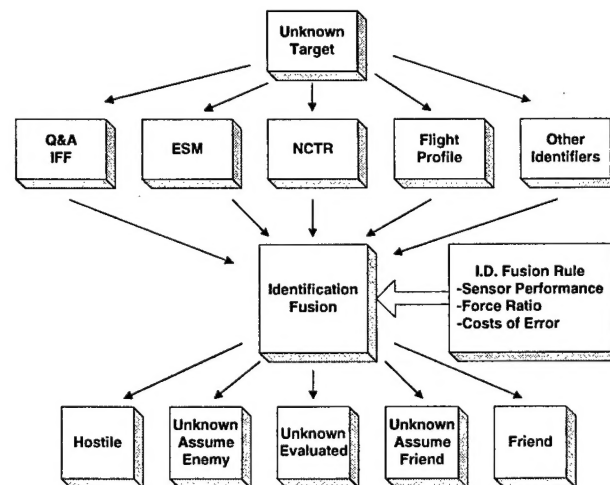 Unknown
Target
Q&A
IFF
ESM
NCTR
Flight
Profile
Other
Identifiers
Identification
Fusion
I.D. Fusion Rule
-Sensor Performance
-Force Ratio
-Costs of Error
Hostile
Unknown
Assume
Enemy
Unknown
Evaluated
Unknown
Assume
Friend
Friend